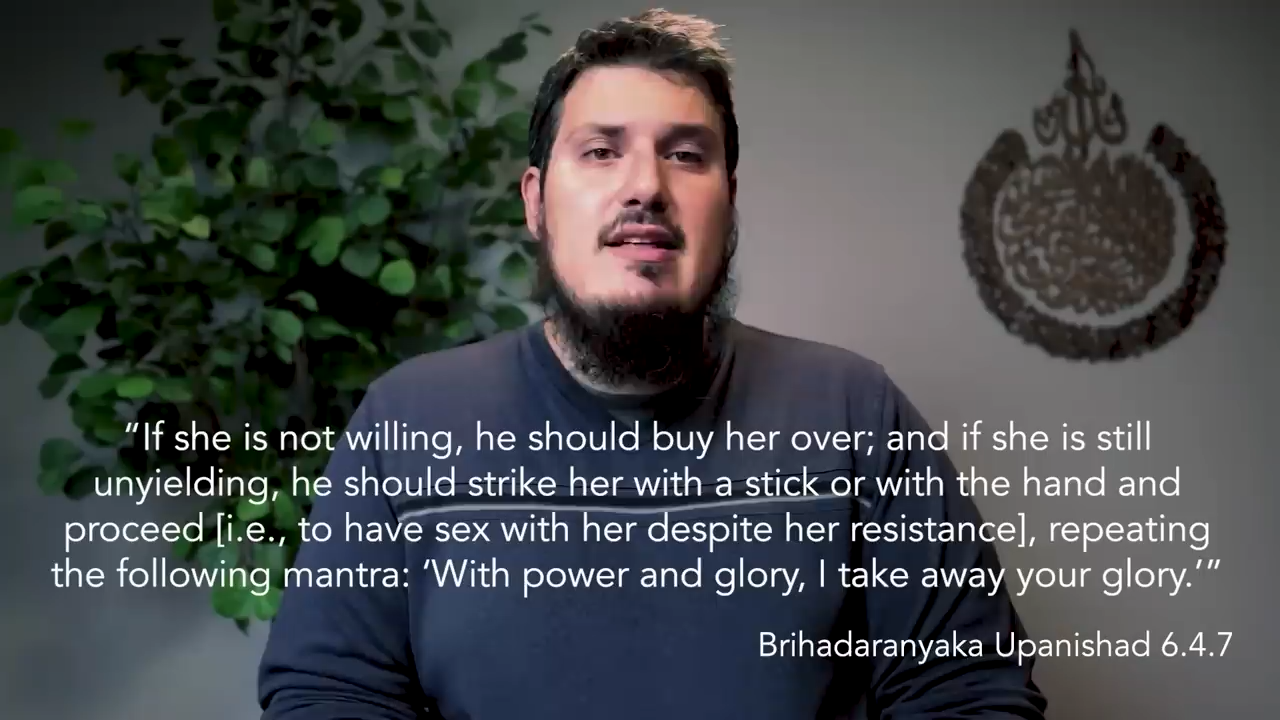 “If she is not willing, he should buy her over; and if she is still
unyielding, he should strike her with a stick or with the hand and
proceed [i.e., to have sex with her despite her resistance], repeating
the following mantra: ‘With power and glory, I take away your glory.’”
Brihadaranyaka Upanishad 6.4.7